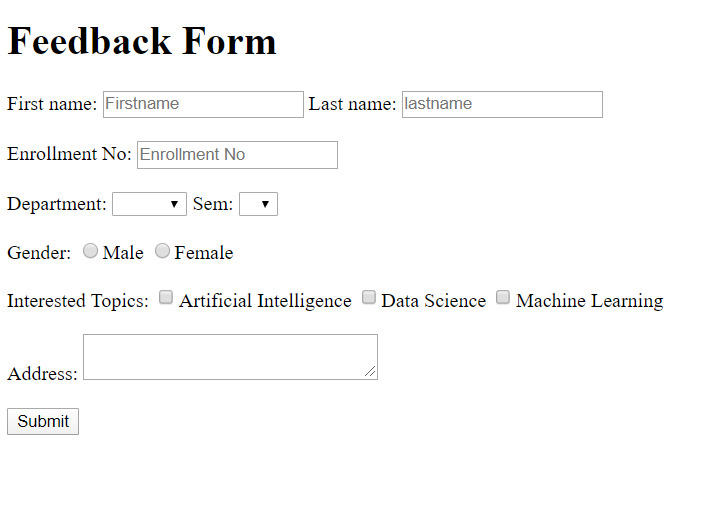 Feedback Form
First name: Firstname Last name: lastname
Enrollment No: Enrollment No
Department: Sem:
Gender: Male Female
Interested Topics: Artificial Intelligence Data Science Machine Learning
Address:
Submit